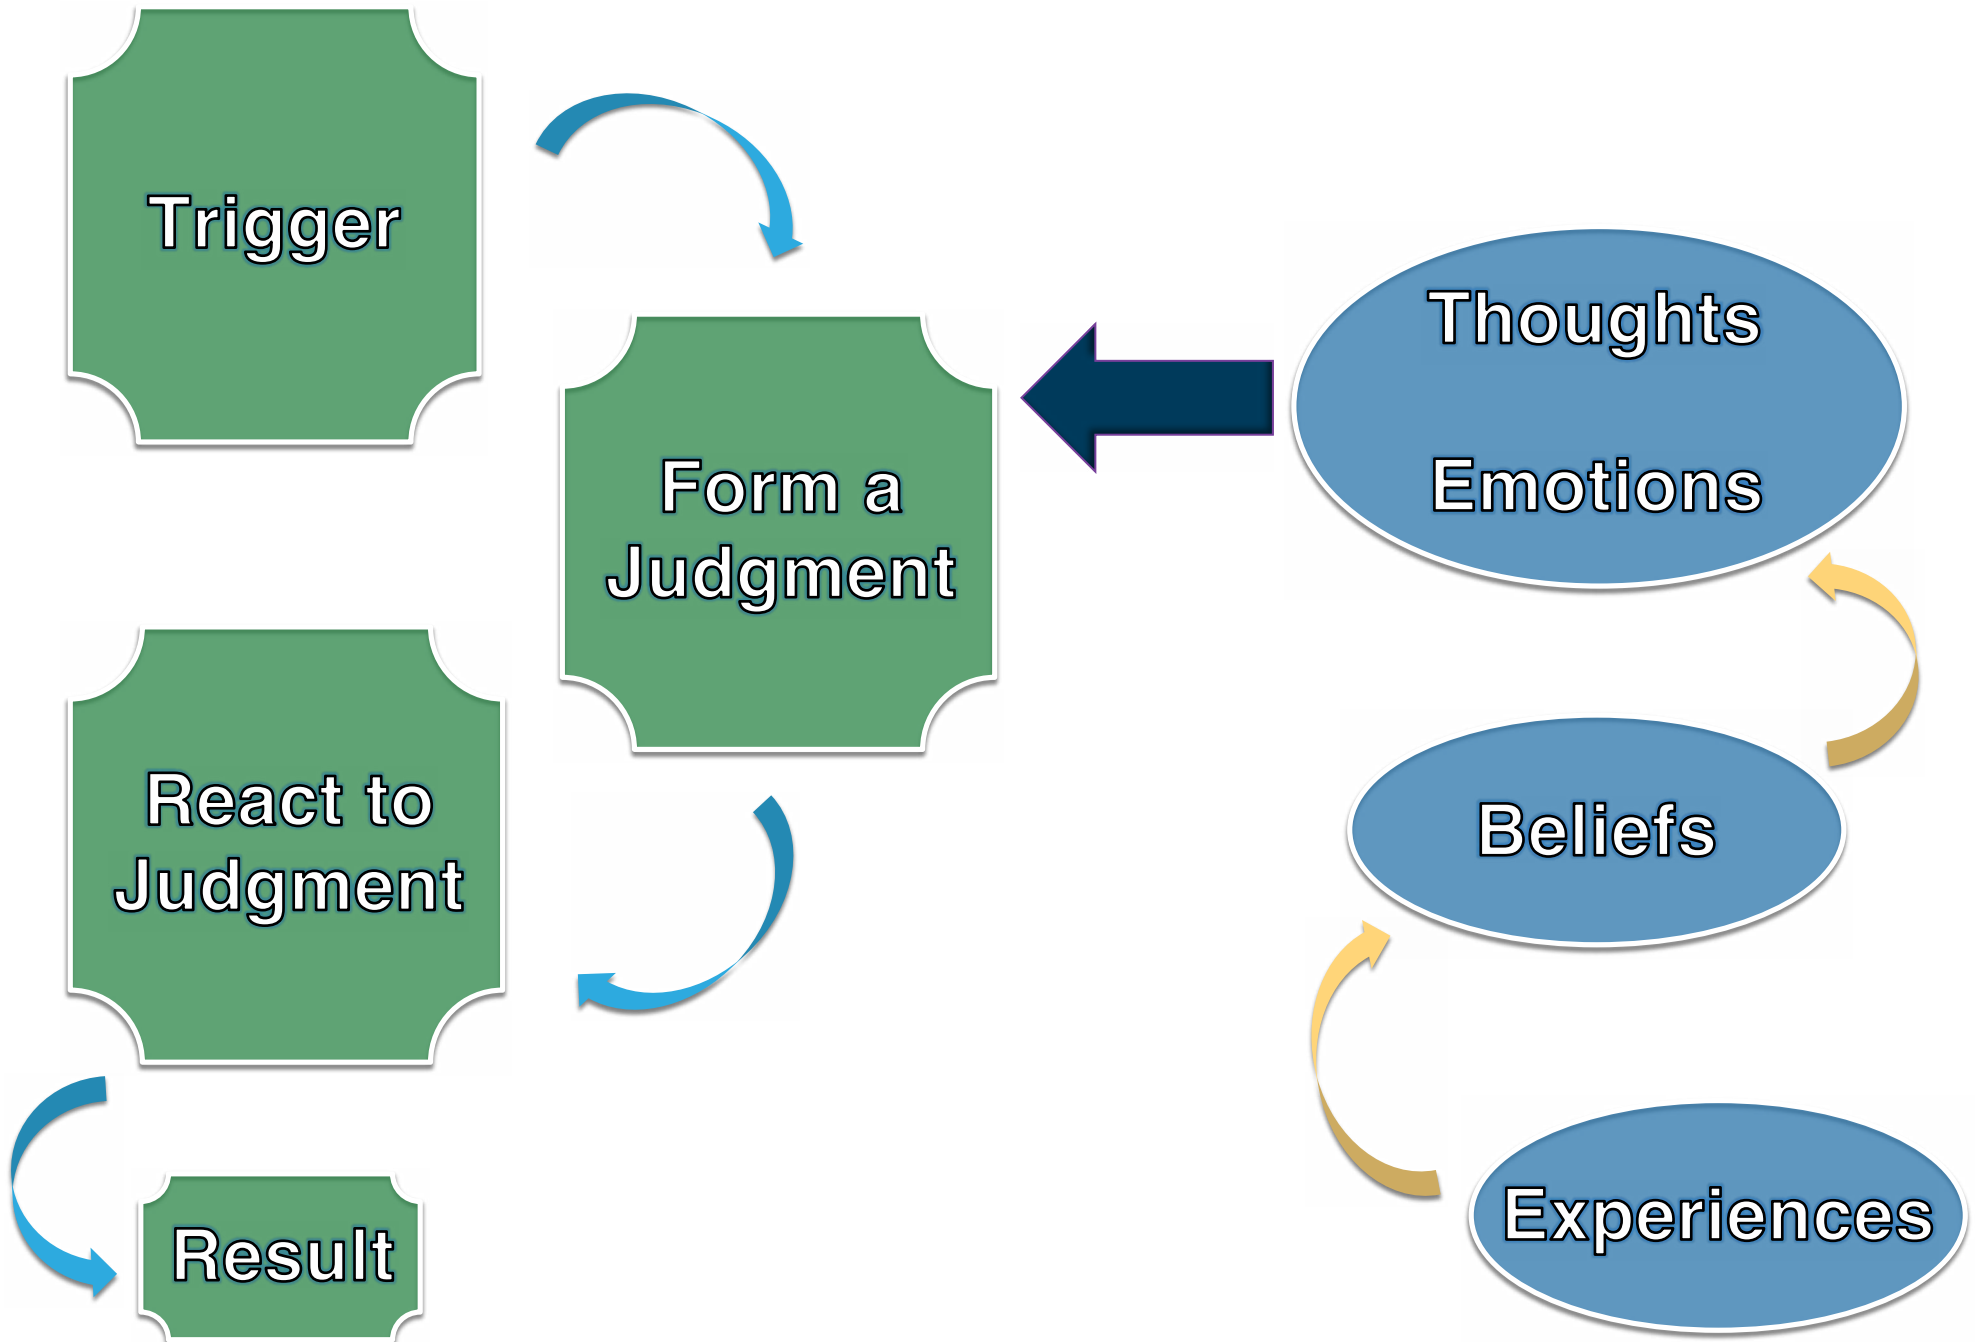 Trigger
Form a
Judgment
React to
Judgment
Result
Thoughts
Emotions
Beliefs
Experiences